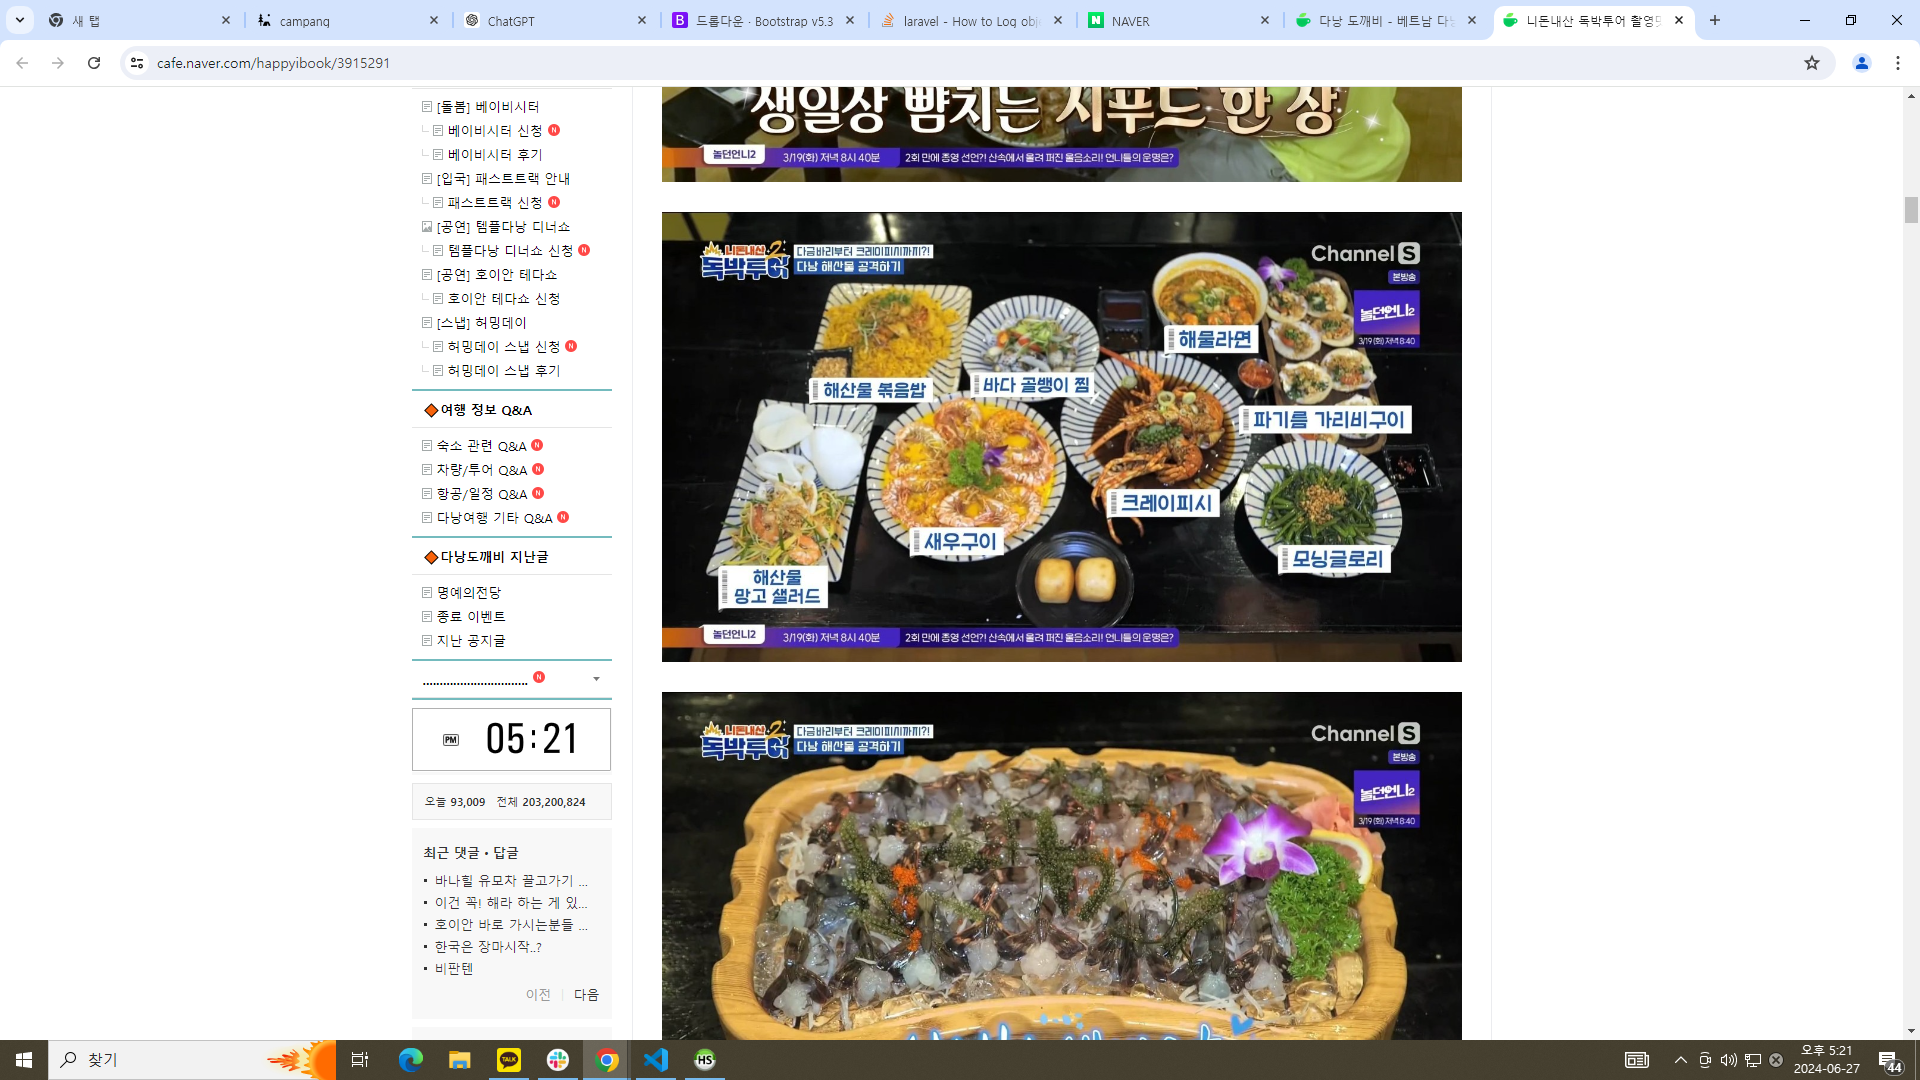 새 탭
campang
ChatGPT
드롭다운 · Bootstrap v5.3
laravel - How to Log obj
NAVER
다낭 도깨비 - 베트남 다낭
니돈내산 독박투어 촬영맛
cafe.naver.com/happyibook/3915291
[돌봄] 베이비시터
베이비시터 신청 N
베이비시터 후기
[입국] 패스트트랙 안내
패스트트랙 신청 N
[공연] 템플다낭 디너쇼
템플다낭 디너쇼 신청 N
[공연] 호이안 테다쇼
호이안 테다쇼 신청
[스냅] 허밍데이
허밍데이 스냅 신청 N
허밍데이 스냅 후기
여행 정보 Q&A
숙소 관련 Q&A N
차량/투어 Q&A N
항공/일정 Q&A N
다낭여행 기타 Q&A N
다낭도깨비 지난글
명예의전당
종료 이벤트
지난 공지글
............................... N
PM 05:21
오늘 93,009 전체 203,200,824
최근 댓글 · 답글
바나힐 유모차 끌고가기 ...
이건 꼭! 해라 하는 게 있...
호이안 바로 가시는분들 ...
한국은 장마시작..?
비판텐
이전 다음
생일상 뺨치는 시푸드 한 상
놀던언니2 3/19(화) 저녁 8시 40분 2회 만에 종영 선언?! 산속에서 울려 퍼진 울음소리! 언니들의 운명은?
니돈내산 독박투어 2
다금바리부터 크레이피시까지?!
다낭 해산물 공격하기
Channel S
본방송
놀던언니2
3/19 (화) 저녁 8:40
해물라면
해산물 볶음밥
바다 골뱅이 찜
파기름 가리비구이
크레이피시
새우구이
모닝글로리
해산물
망고 샐러드
놀던언니2 3/19(화) 저녁 8시 40분 2회 만에 종영 선언?! 산속에서 울려 퍼진 울음소리! 언니들의 운명은?
니돈내산 독박투어 2
다금바리부터 크레이피시까지?!
다낭 해산물 공격하기
Channel S
본방송
놀던언니2
3/19 (화) 저녁 8:40
찾기
TALK
HS
오후 5:21
2024-06-27
44